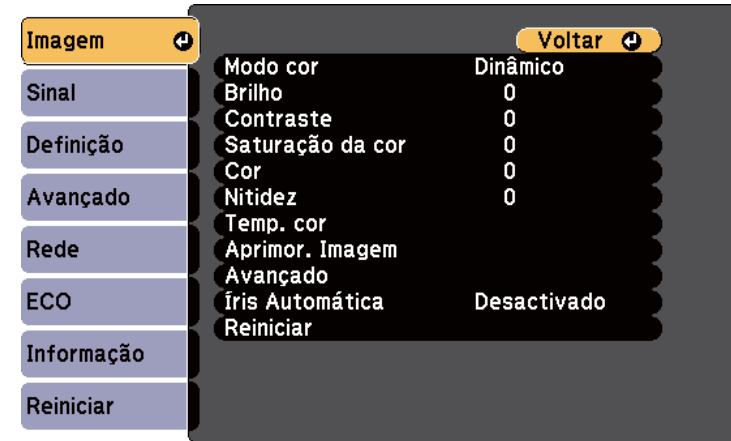 Imagem
Sinal
Definição
Avançado
Rede
ECO
Informação
Reiniciar
Voltar
Modo cor Dinâmico
Brilho 0
Contraste 0
Saturação da cor 0
Cor 0
Nitidez 0
Temp. cor
Aprimor. Imagem
Avançado
Íris Automática Desactivado
Reiniciar